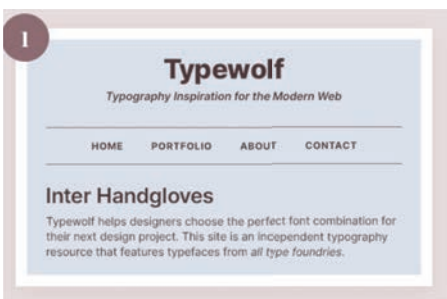 1
Typewolf
Typography Inspiration for the Modern Web
HOME PORTFOLIO ABOUT CONTACT
Inter Handgloves
Typewolf helps designers choose the perfect font combination for
their next design project. This site is an incependent typography
resource that features typefaces from all type foundries.